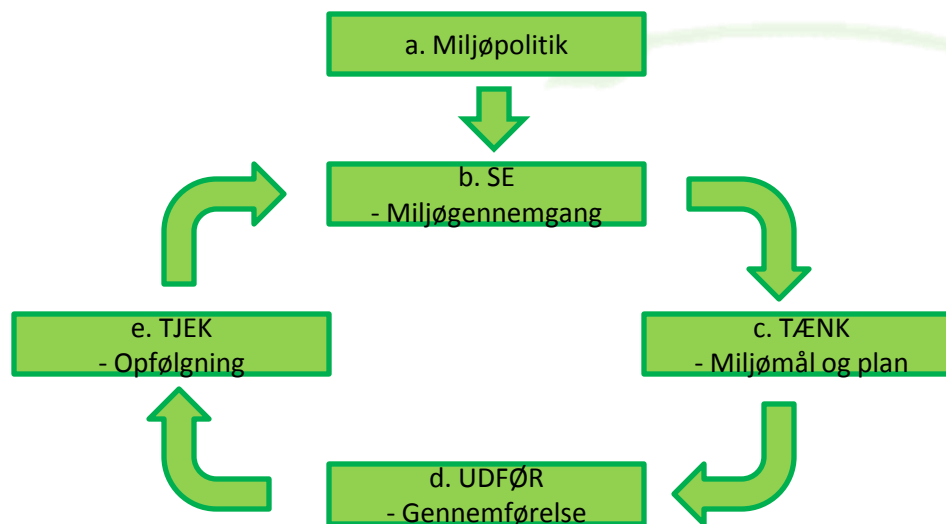 a. Miljøpolitik
b. SE
- Miljøgennemgang
c. TÆNK
- Miljømål og plan
d. UDFØR
- Gennemførelse
e. TJEK
- Opfølgning